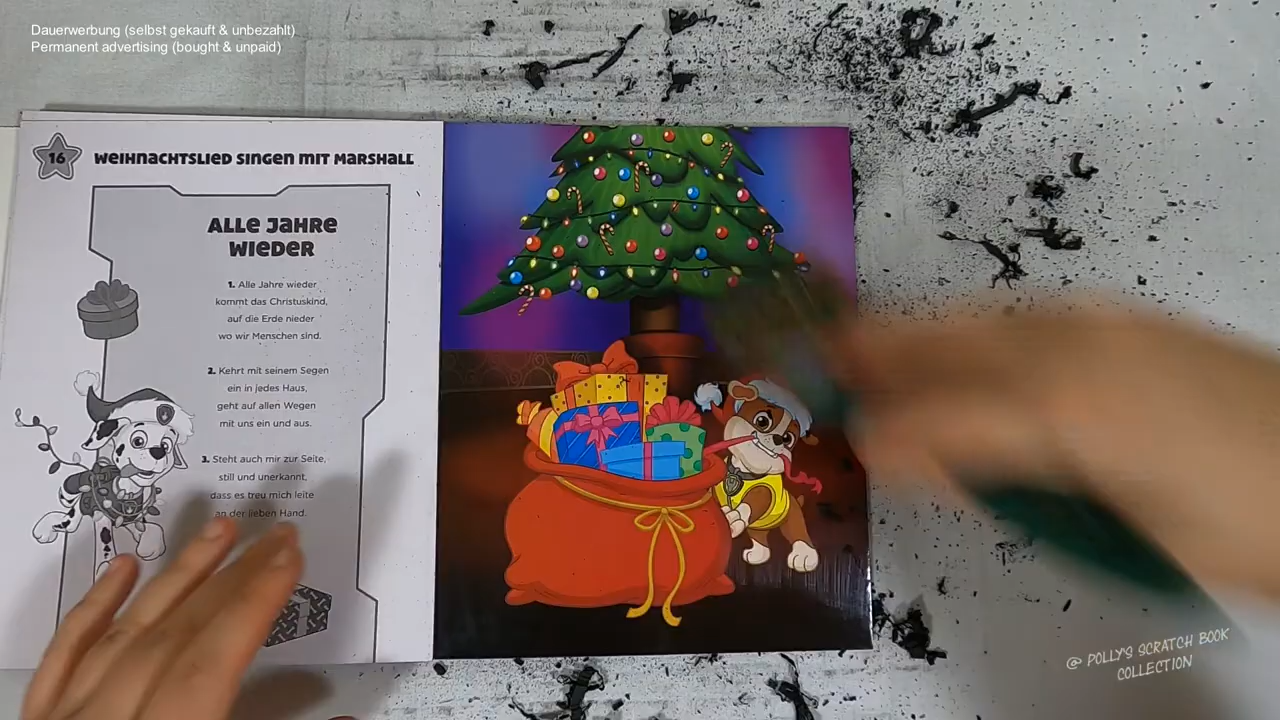 Dauerwerbung (selbst gekauft & unbezahlt)
Permanent advertising (bought & unpaid)
16
WEIHNACHTSLIED SINGEN MIT MARSHALL
ALLE JAHRE
WIEDER
1. Alle Jahre wieder
kommt das Christuskind,
auf die Erde nieder
wo wir Menschen sind.
2. Kehrt mit seinem Segen
ein in jedes Haus,
geht auf allen Wegen
mit uns ein und aus.
3. Steht auch mir zur Seite,
still und unerkannt,
dass es treu mich leite
an der lieben Hand.
@ POLLY'S SCRATCH BOOK
COLLECTION